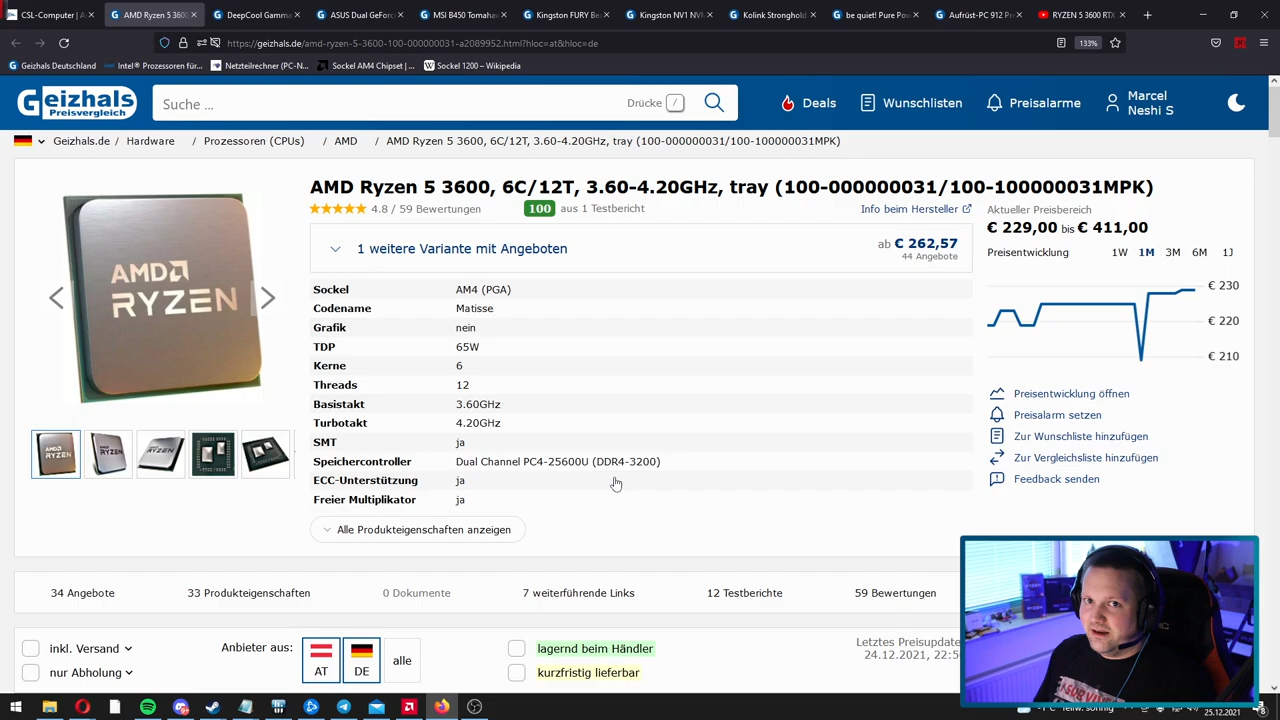 CSL-Computer | A
AMD Ryzen 5 3600
DeepCool Gamma
ASUS Dual GeForc
MSI B450 Tomahaw
Kingston FURY Bea
Kingston NV1 NVM
Kolink Stronghold
be quiet! Pure Pow
Aufrüst-PC 912 Pr
RYZEN 5 3600 RTX
https://geizhals.de/amd-ryzen-5-3600-100-000000031-a2089952.html?hloc=at&hloc=de
133%
Geizhals Deutschland
Intel® Prozessoren für...
Netzteilrechner (PC-N...
Sockel AM4 Chipset |...
Sockel 1200 – Wikipedia
Geizhals
Preisvergleich
Suche ...
Drücke /
Deals
Wunschlisten
Preisalarme
Marcel
Neshi S
Geizhals.de / Hardware / Prozessoren (CPUs) / AMD / AMD Ryzen 5 3600, 6C/12T, 3.60-4.20GHz, tray (100-000000031/100-100000031MPK)
AMD
RYZEN
AMD Ryzen 5 3600, 6C/12T, 3.60-4.20GHz, tray (100-000000031/100-100000031MPK)
4.8 / 59 Bewertungen
100 aus 1 Testbericht
Info beim Hersteller
1 weitere Variante mit Angeboten
ab € 262,57
44 Angebote
Sockel AM4 (PGA)
Codename Matisse
Grafik nein
TDP 65W
Kerne 6
Threads 12
Basistakt 3.60GHz
Turbotakt 4.20GHz
SMT ja
Speichercontroller Dual Channel PC4-25600U (DDR4-3200)
ECC-Unterstützung ja
Freier Multiplikator ja
Alle Produkteigenschaften anzeigen
Aktueller Preisbereich
€ 229,00 bis € 411,00
Preisentwicklung 1W 1M 3M 6M 1J
€ 230
€ 220
€ 210
Preisentwicklung öffnen
Preisalarm setzen
Zur Wunschliste hinzufügen
Zur Vergleichsliste hinzufügen
Feedback senden
34 Angebote
33 Produkteigenschaften
0 Dokumente
7 weiterführende Links
12 Testberichte
59 Bewertungen
inkl. Versand
nur Abholung
Anbieter aus:
AT
DE
alle
lagernd beim Händler
kurzfristig lieferbar
Letztes Preisupdate
24.12.2021, 22:5
25.12.2021